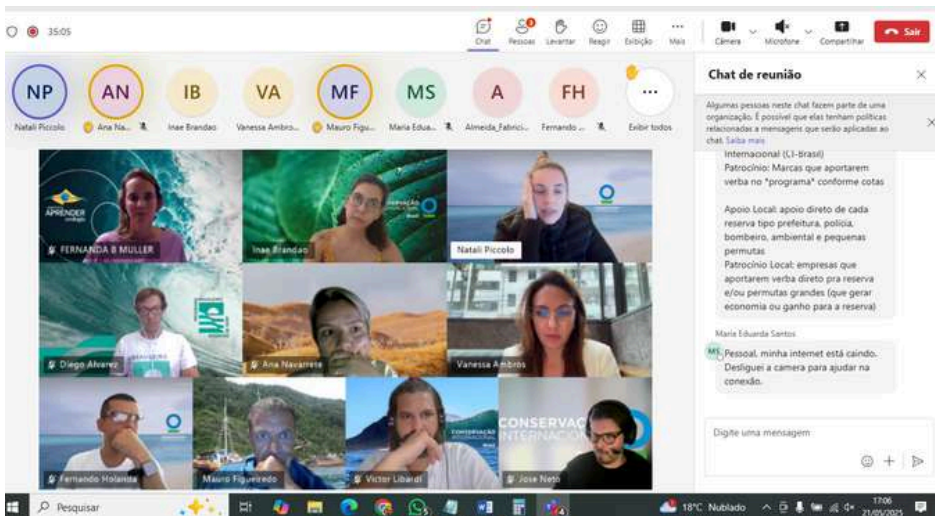 35:05
Chat
Pessoas
Levantar
Reagir
Exibição
Mais
Câmera
Microfone
Compartilhar
Sair
NP
AN
IB
VA
MF
MS
A
FH
...
Natali Piccolo
Ana Na...
Inae Brandao
Vanessa Ambro...
Mauro Figu...
Maria Edua...
Almeida_Fabrici...
Fernando ...
Exibir todos
APRENDER
FERNANDA B MULLER
Inae Brandao
Natali Piccolo
Diego Alvarez
Ana Navarrete
Vanessa Ambros
CONSERVAÇ
INTERNACION
Fernando Holanda
Mauro Figueiredo
Victor Libardi
Jose Neto
Chat de reunião
Algumas pessoas neste chat fazem parte de uma
organização. É possível que elas tenham políticas
relacionadas a mensagens que serão aplicadas ao
chat. Saiba mais
Internacional (CI-Brasil)
Patrocínio: Marcas que aportarem
verba no *programa* conforme cotas
Apoio Local: apoio direto de cada
reserva tipo prefeitura, polícia,
bombeiro, ambiental e pequenas
permutas
Patrocínio Local: empresas que
aportarem verba direto pra reserva
e/ou permutas grandes (que gerar
economia ou ganho para a reserva)
Maria Eduarda Santos
MS
Pessoal, minha internet está caindo.
Desliguei a camera para ajudar na
conexão.
Digite uma mensagem
Pesquisar
18°C Nublado
17:06
21/05/2025